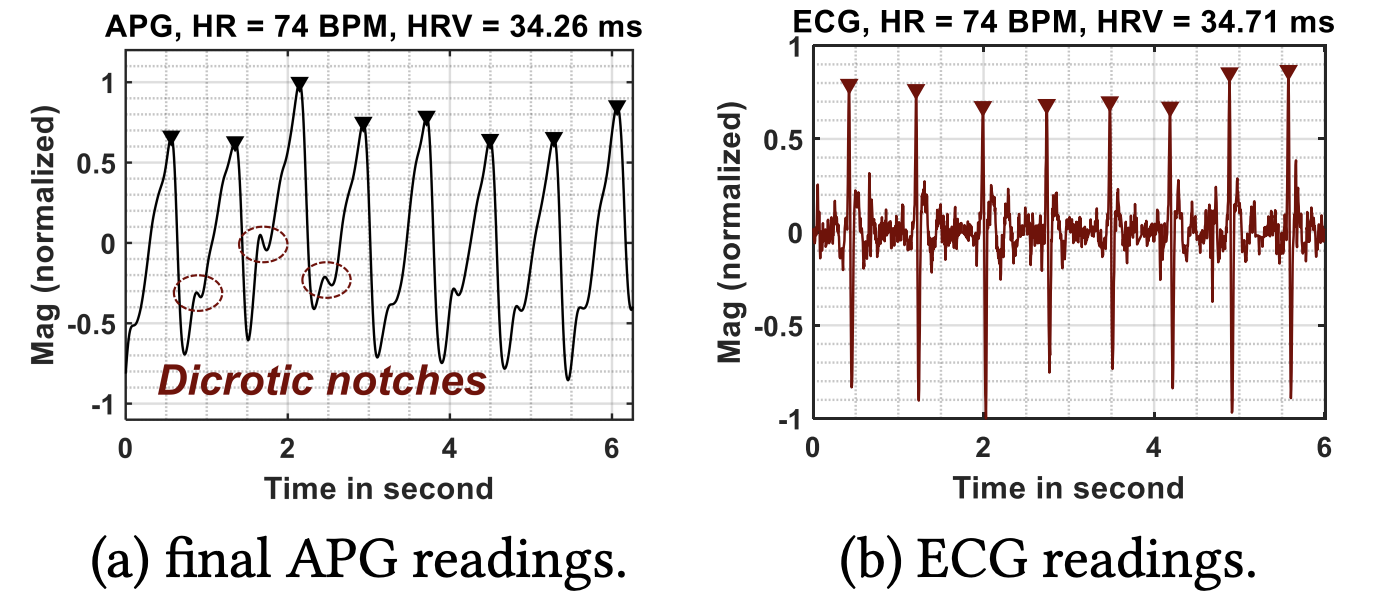 APG, HR = 74 BPM, HRV = 34.26 ms
Mag (normalized)
1
0.5
0
-0.5
-1
Dicrotic notches
0
2
4
6
Time in second
(a) final APG readings.
ECG, HR = 74 BPM, HRV = 34.71 ms
Mag (normalized)
1
0.5
0
-0.5
-1
0
2
4
6
Time in second
(b) ECG readings.